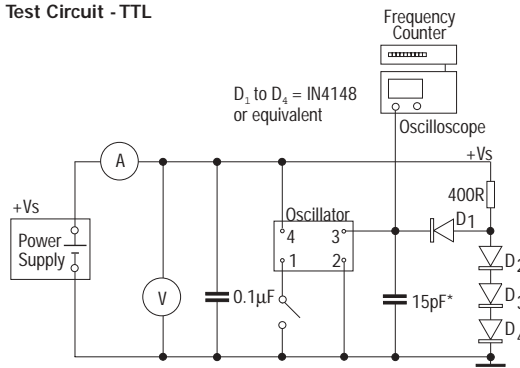 Test Circuit - TTL
Frequency
Counter
D1 to D4 = IN4148
or equivalent
Oscilloscope
A
+Vs
+Vs
400R
Oscillator
D1
Power
Supply
4 3
1 2
V
0.1µF
15pF*
D2
D3
D4